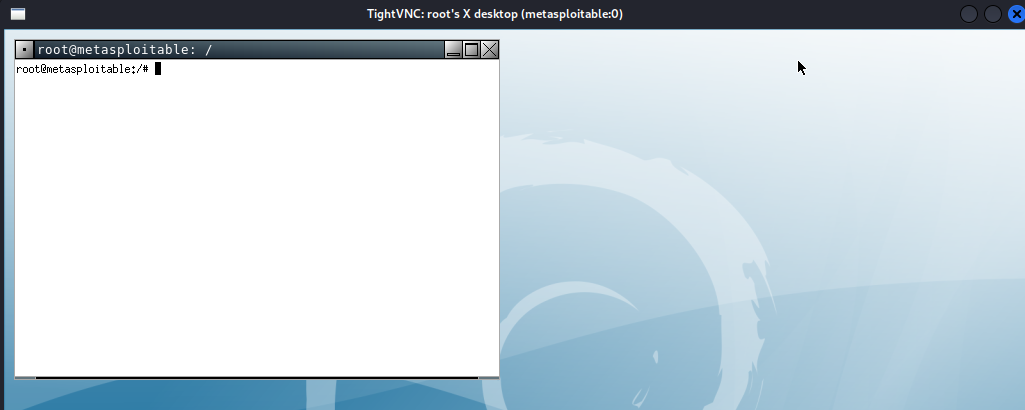 TightVNC: root's X desktop (metasploitable:0)
root@metasploitable: /
root@metasploitable:/#